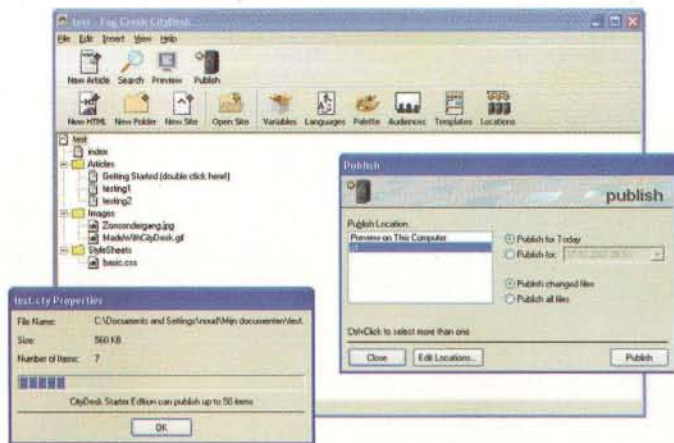 test - Fog Creek CityDesk
File Edit Insert View Help
New Article Search Preview Publish
New HTML New Folder New Site Open Site Variables Languages Palette Audiences Templates Locations
test
index
Articles
Getting Started (double click here!)
testing1
testing2
Images
Zonsondergang.jpg
MadeWithCityDesk.gif
StyleSheets
basic.css
Publish
publish
Publish Location:
Preview on This Computer
Publish for Today
Publish for:
Publish changed files
Publish all files
Ctrl+Click to select more than one
Close Edit Locations... Publish
test.cty Properties
File Name: C:\Documents and Settings\noud\Mijn documenten\test.
Size: 560 KB
Number of Items: 7
CityDesk Starter Edition can publish up to 50 items
OK